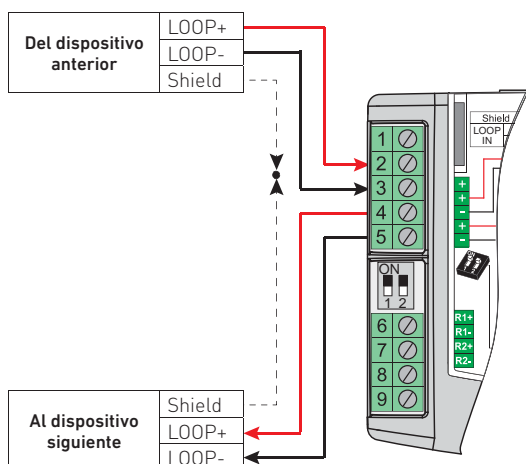 Del dispositivo
anterior
LOOP+
LOOP-
Shield
1
2
3
4
5
ON
1 2
6
7
8
9
Shield
LOOP
IN
+
+
-
+
-
R1+
R1-
R2+
R2-
Al dispositivo
siguiente
Shield
LOOP+
LOOP-